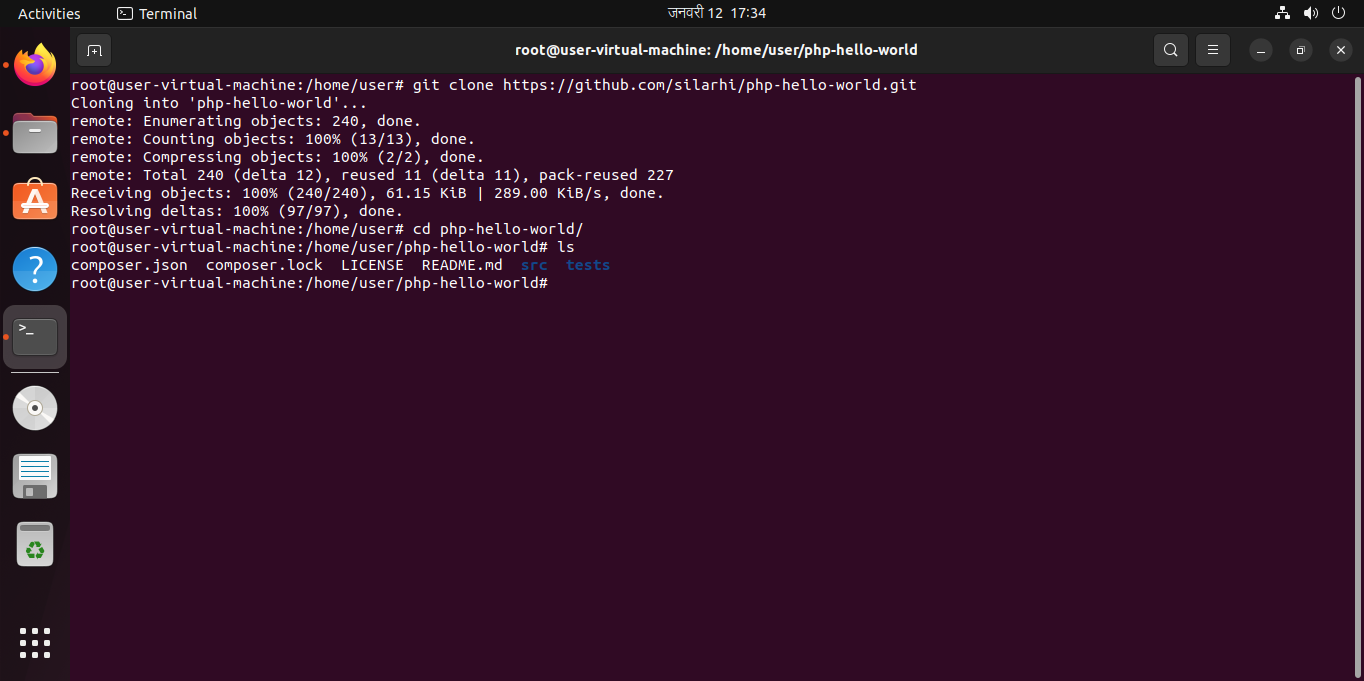 Activities Terminal जनवरी 12 17:34
root@user-virtual-machine: /home/user/php-hello-world
root@user-virtual-machine:/home/user# git clone https://github.com/silarhi/php-hello-world.git
Cloning into 'php-hello-world'...
remote: Enumerating objects: 240, done.
remote: Counting objects: 100% (13/13), done.
remote: Compressing objects: 100% (2/2), done.
remote: Total 240 (delta 12), reused 11 (delta 11), pack-reused 227
Receiving objects: 100% (240/240), 61.15 KiB | 289.00 KiB/s, done.
Resolving deltas: 100% (97/97), done.
root@user-virtual-machine:/home/user# cd php-hello-world/
root@user-virtual-machine:/home/user/php-hello-world# ls
composer.json  composer.lock  LICENSE  README.md  src  tests
root@user-virtual-machine:/home/user/php-hello-world#